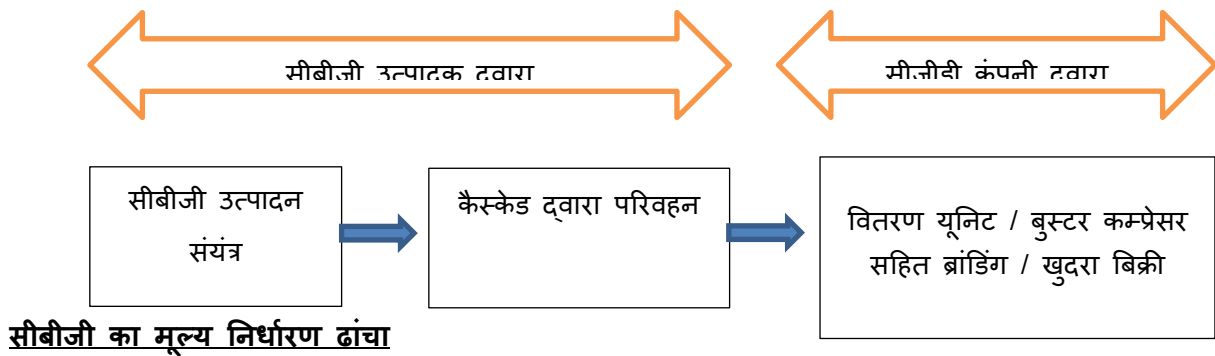 सीबीजी उत्पादक द्वारा
सीजीडी कंपनी द्वारा
सीबीजी उत्पादन
संयंत्र
कैस्केड द्वारा परिवहन
वितरण यूनिट / बुस्टर कम्प्रेसर
सहित ब्रांडिंग / खुदरा बिक्री
सीबीजी का मूल्य निर्धारण ढांचा